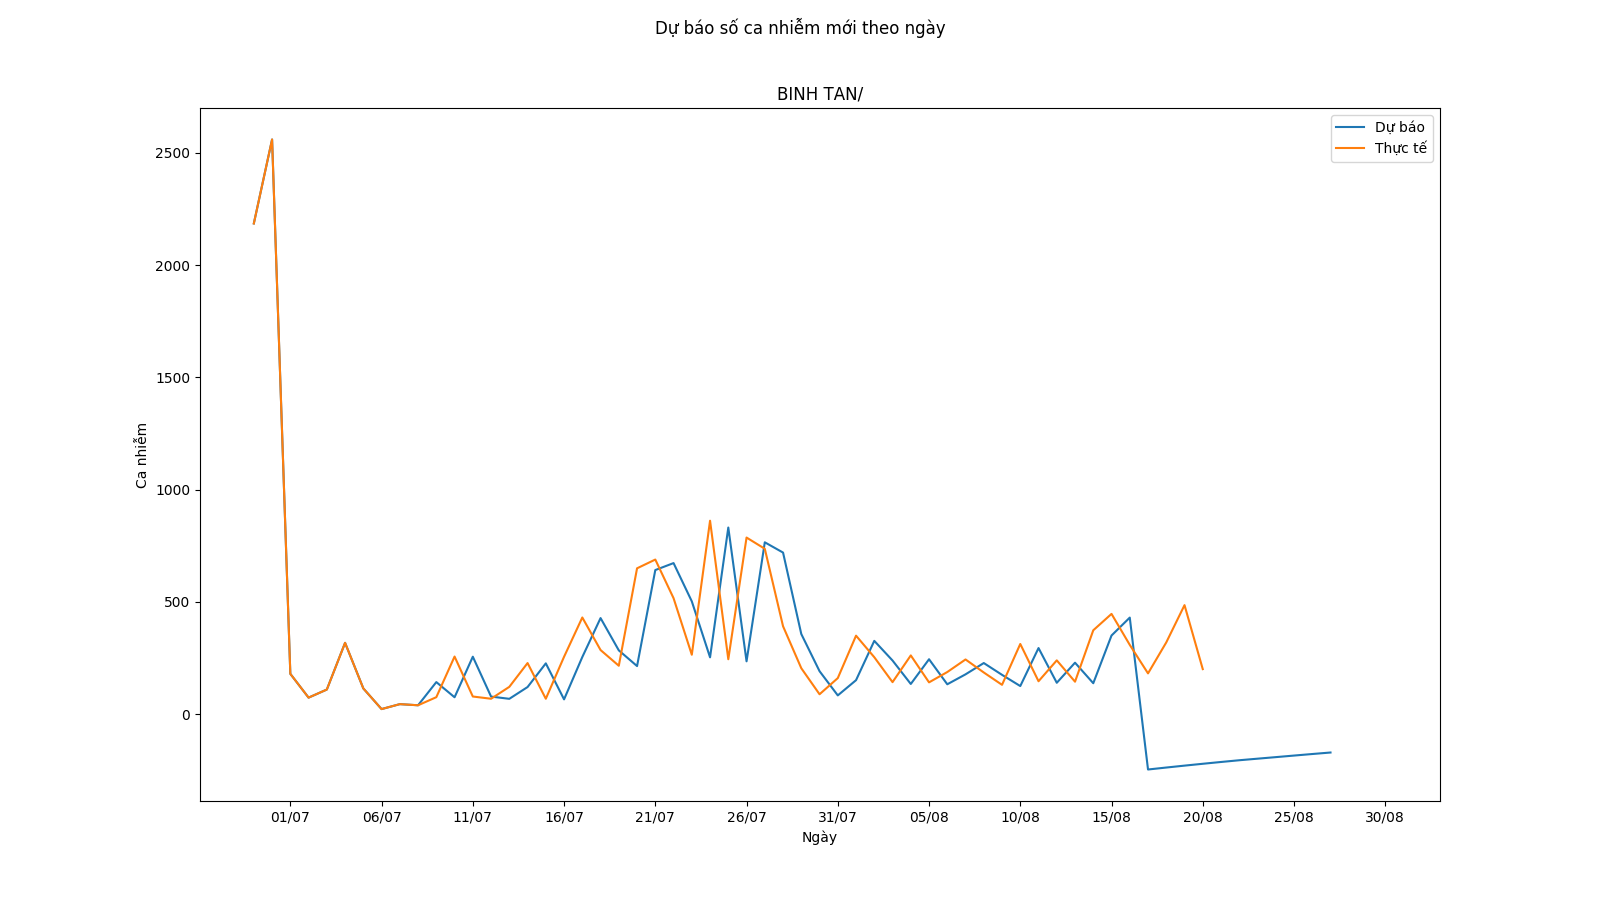 Dự báo số ca nhiễm mới theo ngày
BINH TAN/
Dự báo
Thực tế
2500
2000
1500
1000
500
0
Ca nhiễm
01/07 06/07 11/07 16/07 21/07 26/07 31/07 05/08 10/08 15/08 20/08 25/08 30/08
Ngày